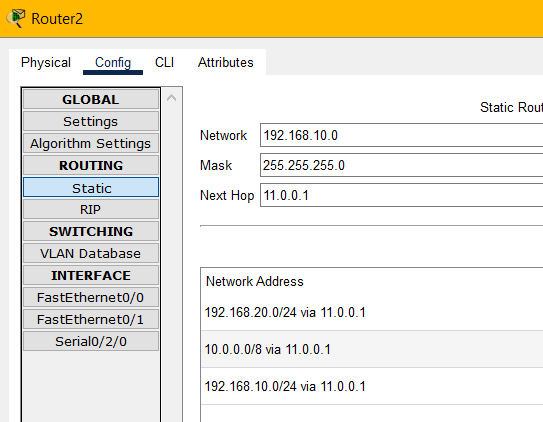 Router2
Physical Config CLI Attributes
GLOBAL
Settings
Algorithm Settings
ROUTING
Static
RIP
SWITCHING
VLAN Database
INTERFACE
FastEthernet0/0
FastEthernet0/1
Serial0/2/0
Static Rout
Network 192.168.10.0
Mask 255.255.255.0
Next Hop 11.0.0.1
Network Address
192.168.20.0/24 via 11.0.0.1
10.0.0.0/8 via 11.0.0.1
192.168.10.0/24 via 11.0.0.1